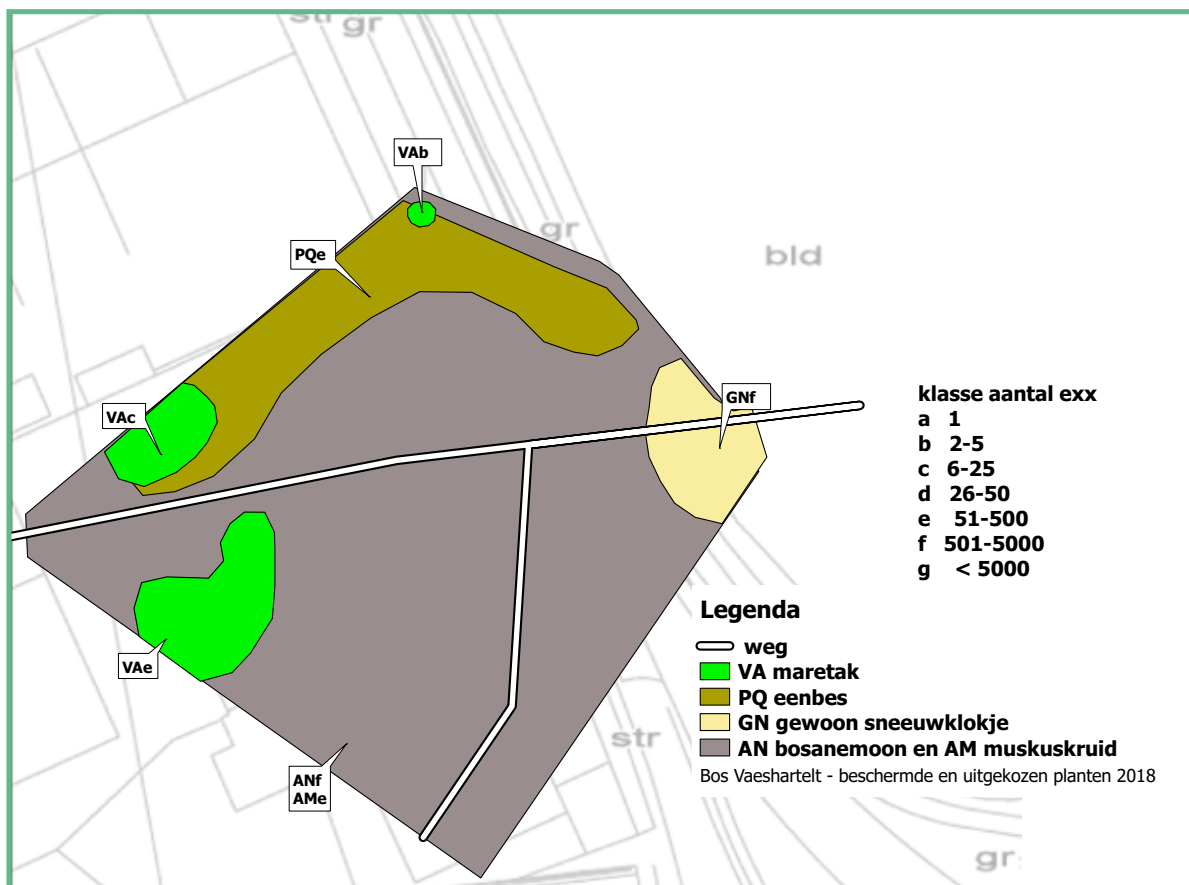 str
gr
VAb
gr
bld
PQe
GNf
VAc
klasse aantal exx
a 1
b 2-5
c 6-25
d 26-50
e 51-500
f 501-5000
g < 5000
Legenda
weg
VA maretak
PQ eenbes
GN gewoon sneeuwklokje
AN bosanemoon en AM muskuskruid
Bos Vaeshartelt - beschermde en uitgekozen planten 2018
VAe
str
ANf
AMe
gr